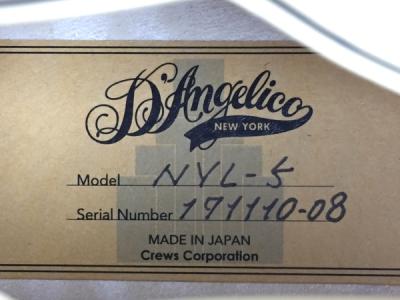 D'Angelico
NEW YORK
Model NYL-5
Serial Number 171110-08
MADE IN JAPAN
Crews Corporation